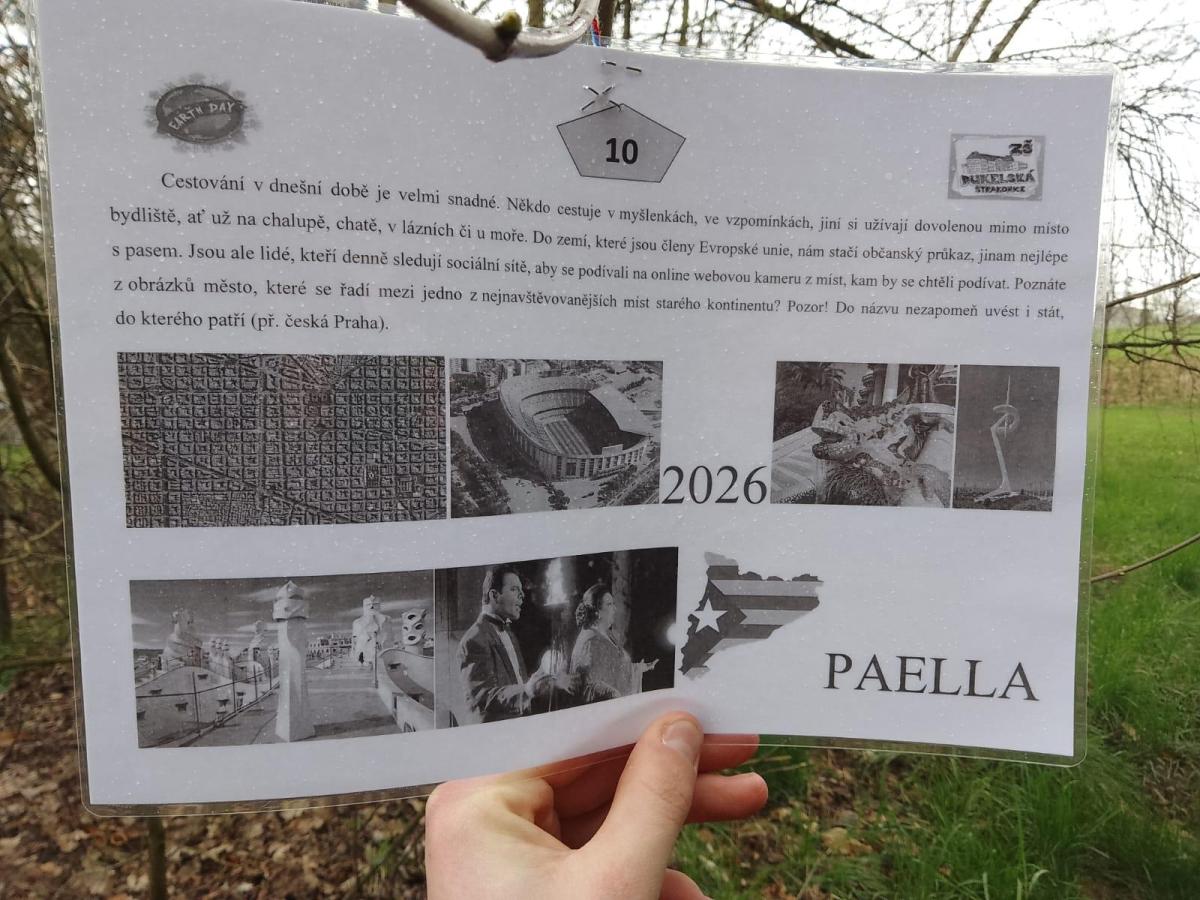 EARTH DAY
10
ZŠ
DUKELSKÁ
STRAKONICE
Cestování v dnešní době je velmi snadné. Někdo cestuje v myšlenkách, ve vzpomínkách, jiní si užívají dovolenou mimo místo
bydliště, ať už na chalupě, chatě, v lázních či u moře. Do zemí, které jsou členy Evropské unie, nám stačí občanský průkaz, jinam nejlépe
s pasem. Jsou ale lidé, kteří denně sledují sociální sítě, aby se podívali na online webovou kameru z míst, kam by se chtěli podívat. Poznáte
z obrázků město, které se řadí mezi jedno z nejnavštěvovanějších míst starého kontinentu? Pozor! Do názvu nezapomeň uvést i stát,
do kterého patří (př. česká Praha).
2026
PAELLA